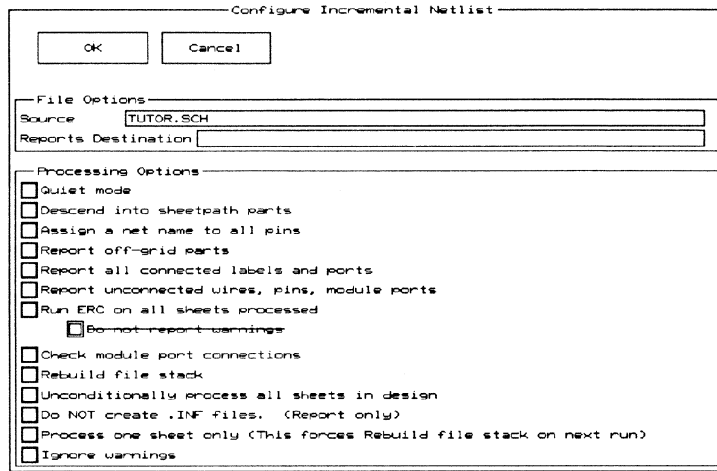 Configure Incremental Netlist
OK Cancel
File Options
Source TUTOR.SCH
Reports Destination
Processing Options
Quiet mode
Descend into sheetpath parts
Assign a net name to all pins
Report off-grid parts
Report all connected labels and ports
Report unconnected wires, pins, module ports
Run ERC on all sheets processed
Do not report warnings
Check module port connections
Rebuild file stack
Unconditionally process all sheets in design
Do NOT create .INF files. (Report only)
Process one sheet only (This forces Rebuild file stack on next run)
Ignore warnings